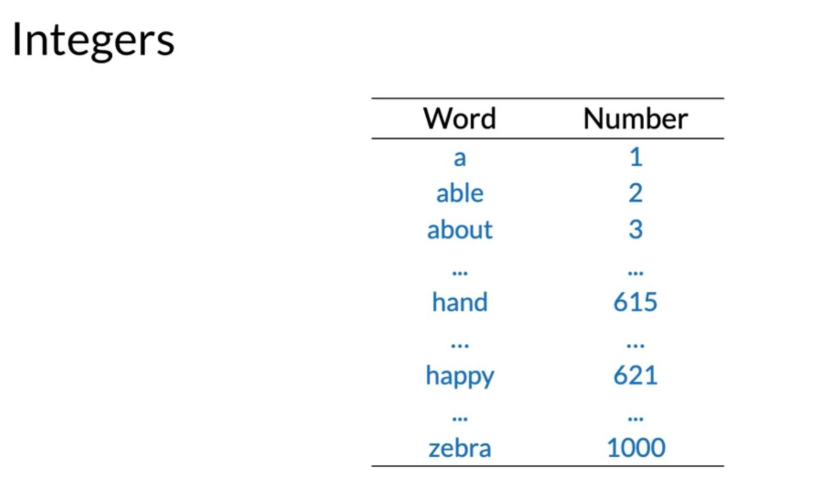 Integers
Word Number
a 1
able 2
about 3
... ...
hand 615
... ...
happy 621
... ...
zebra 1000